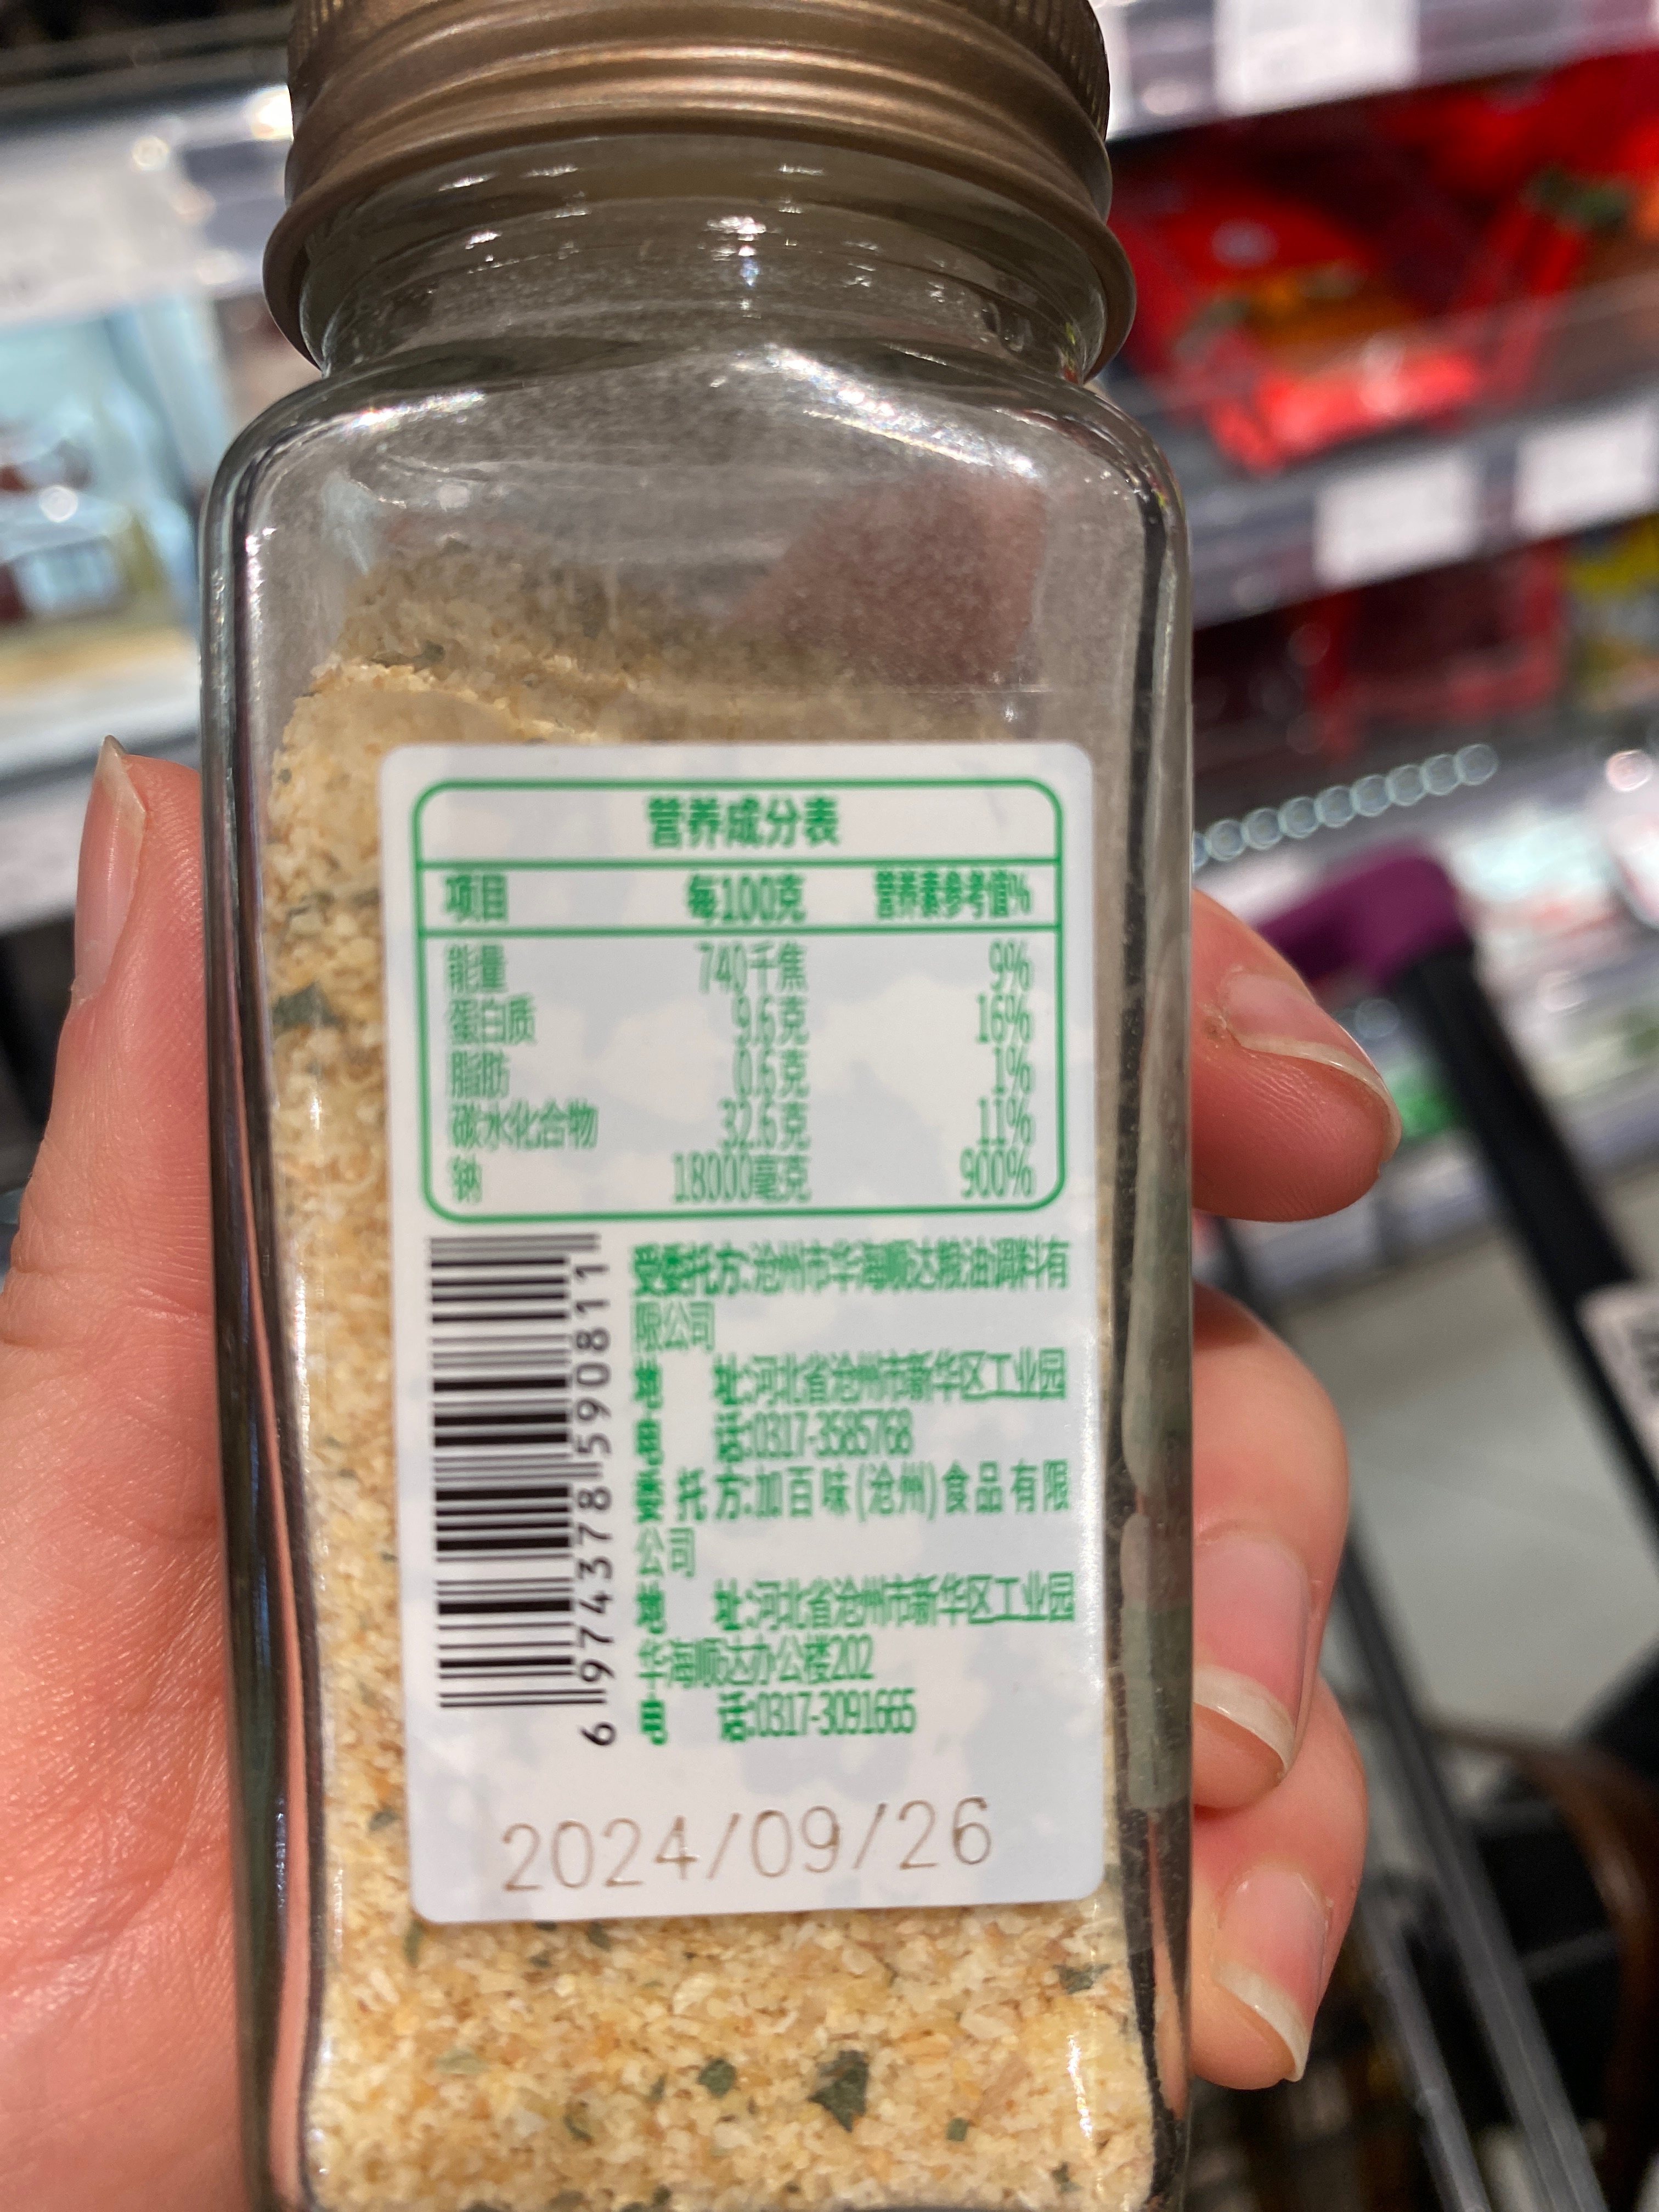 营养成分表
项目 每100克 营养素参考值%
能量 740千焦 9%
蛋白质 9.6克 16%
脂肪 0.6克 1%
碳水化合物 32.6克 11%
钠 18000毫克 900%
受委托方:沧州市华海顺达粮油调料有
限公司
地 址:河北省沧州市新华区工业园
电 话:0317-3585768
委托方:加百味(沧州)食品有限
公司
地 址:河北省沧州市新华区工业园
华海顺达办公楼202
电 话:0317-3091665
6 974378 590811
2024/09/26